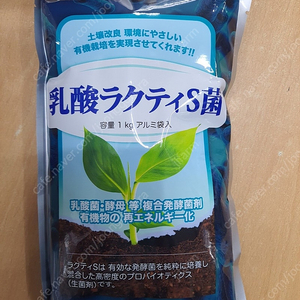 土壌改良 環境にやさしい
有機栽培を実現させてくれます!!
乳酸ラクティS菌
容量 1kg アルミ袋入
乳酸菌・酵母 等 複合発酵菌剤
有機物の 再エネルギー化
ラクティSは 有効な発酵菌を純粋に培養し
混合した高密度のプロバイオティクス
(生菌剤)です。